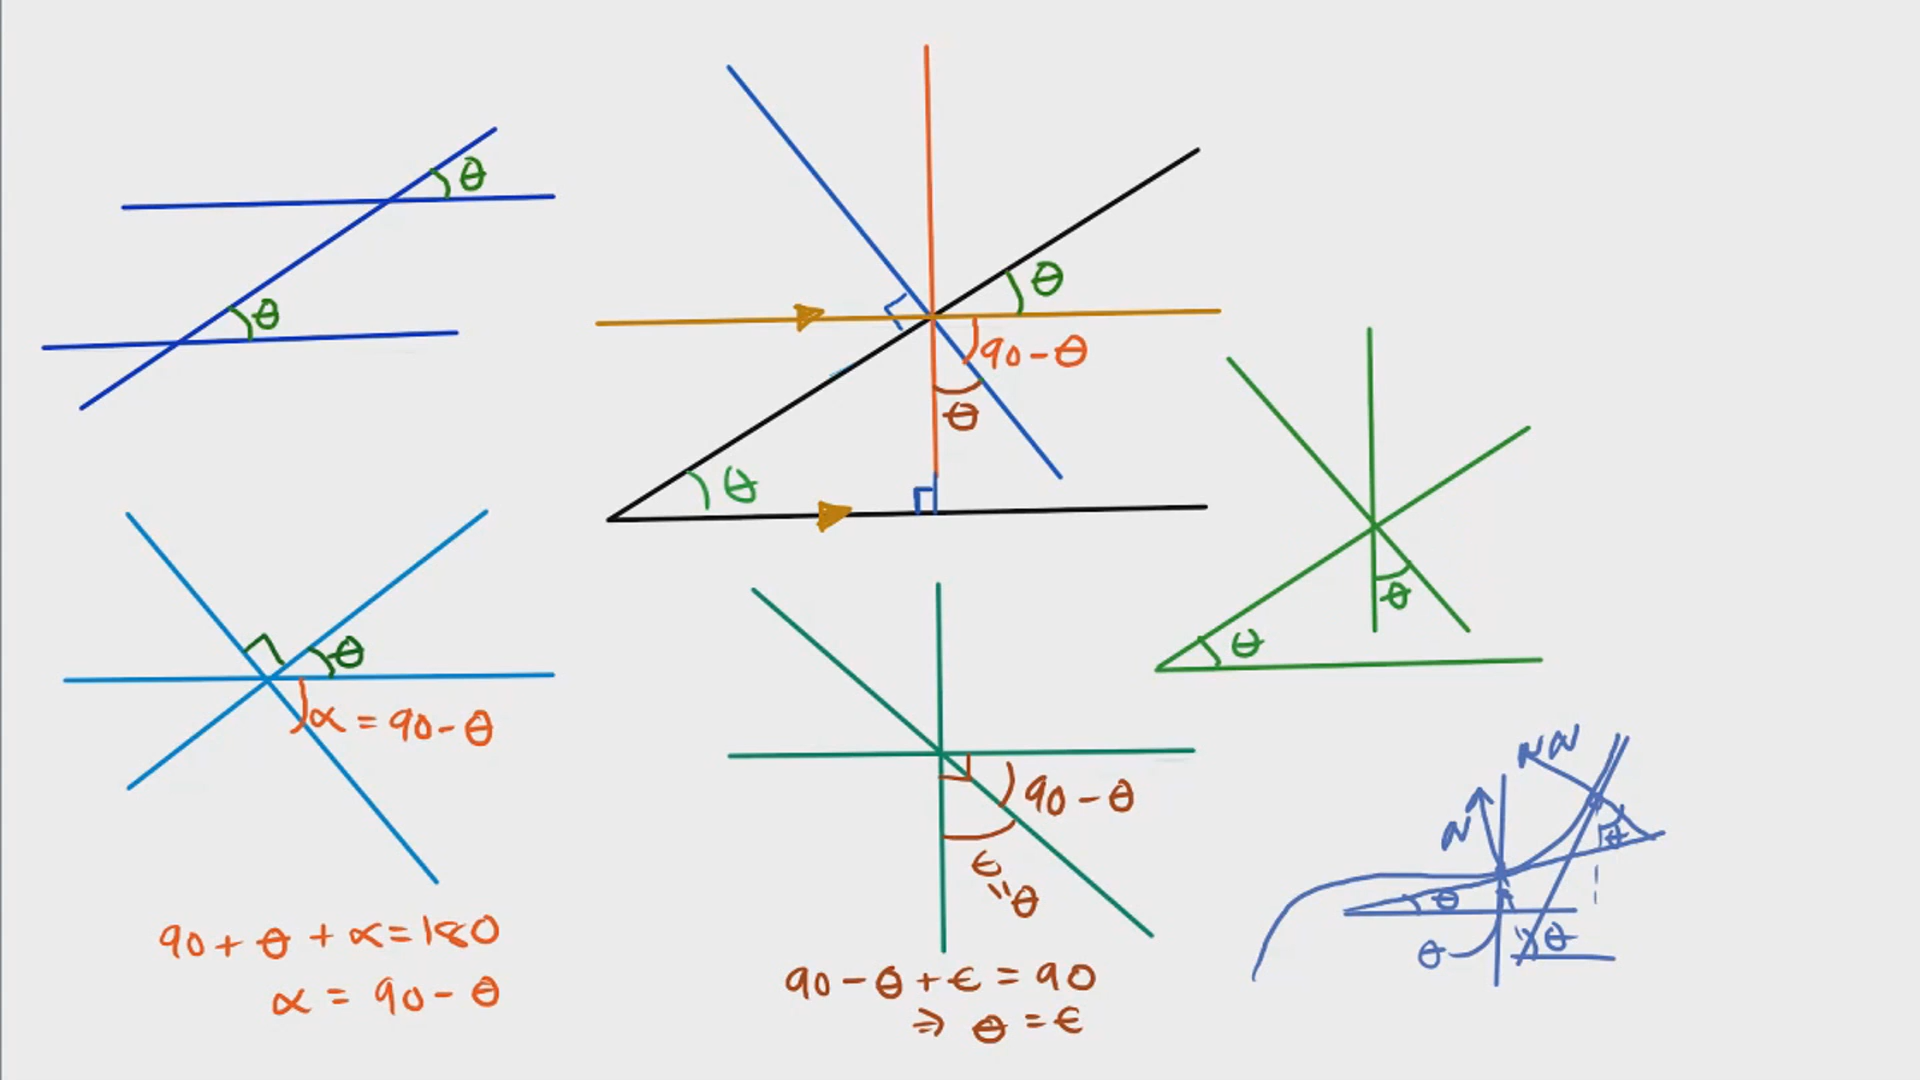 θ
θ
θ
90-θ
θ
θ
θ
α = 90-θ
90 + θ + α = 180
α = 90-θ
90-θ
ϵ
"θ
90-θ+ϵ = 90
⇒ θ = ϵ
θ
θ
N
N
N
θ
θ
θ
θ